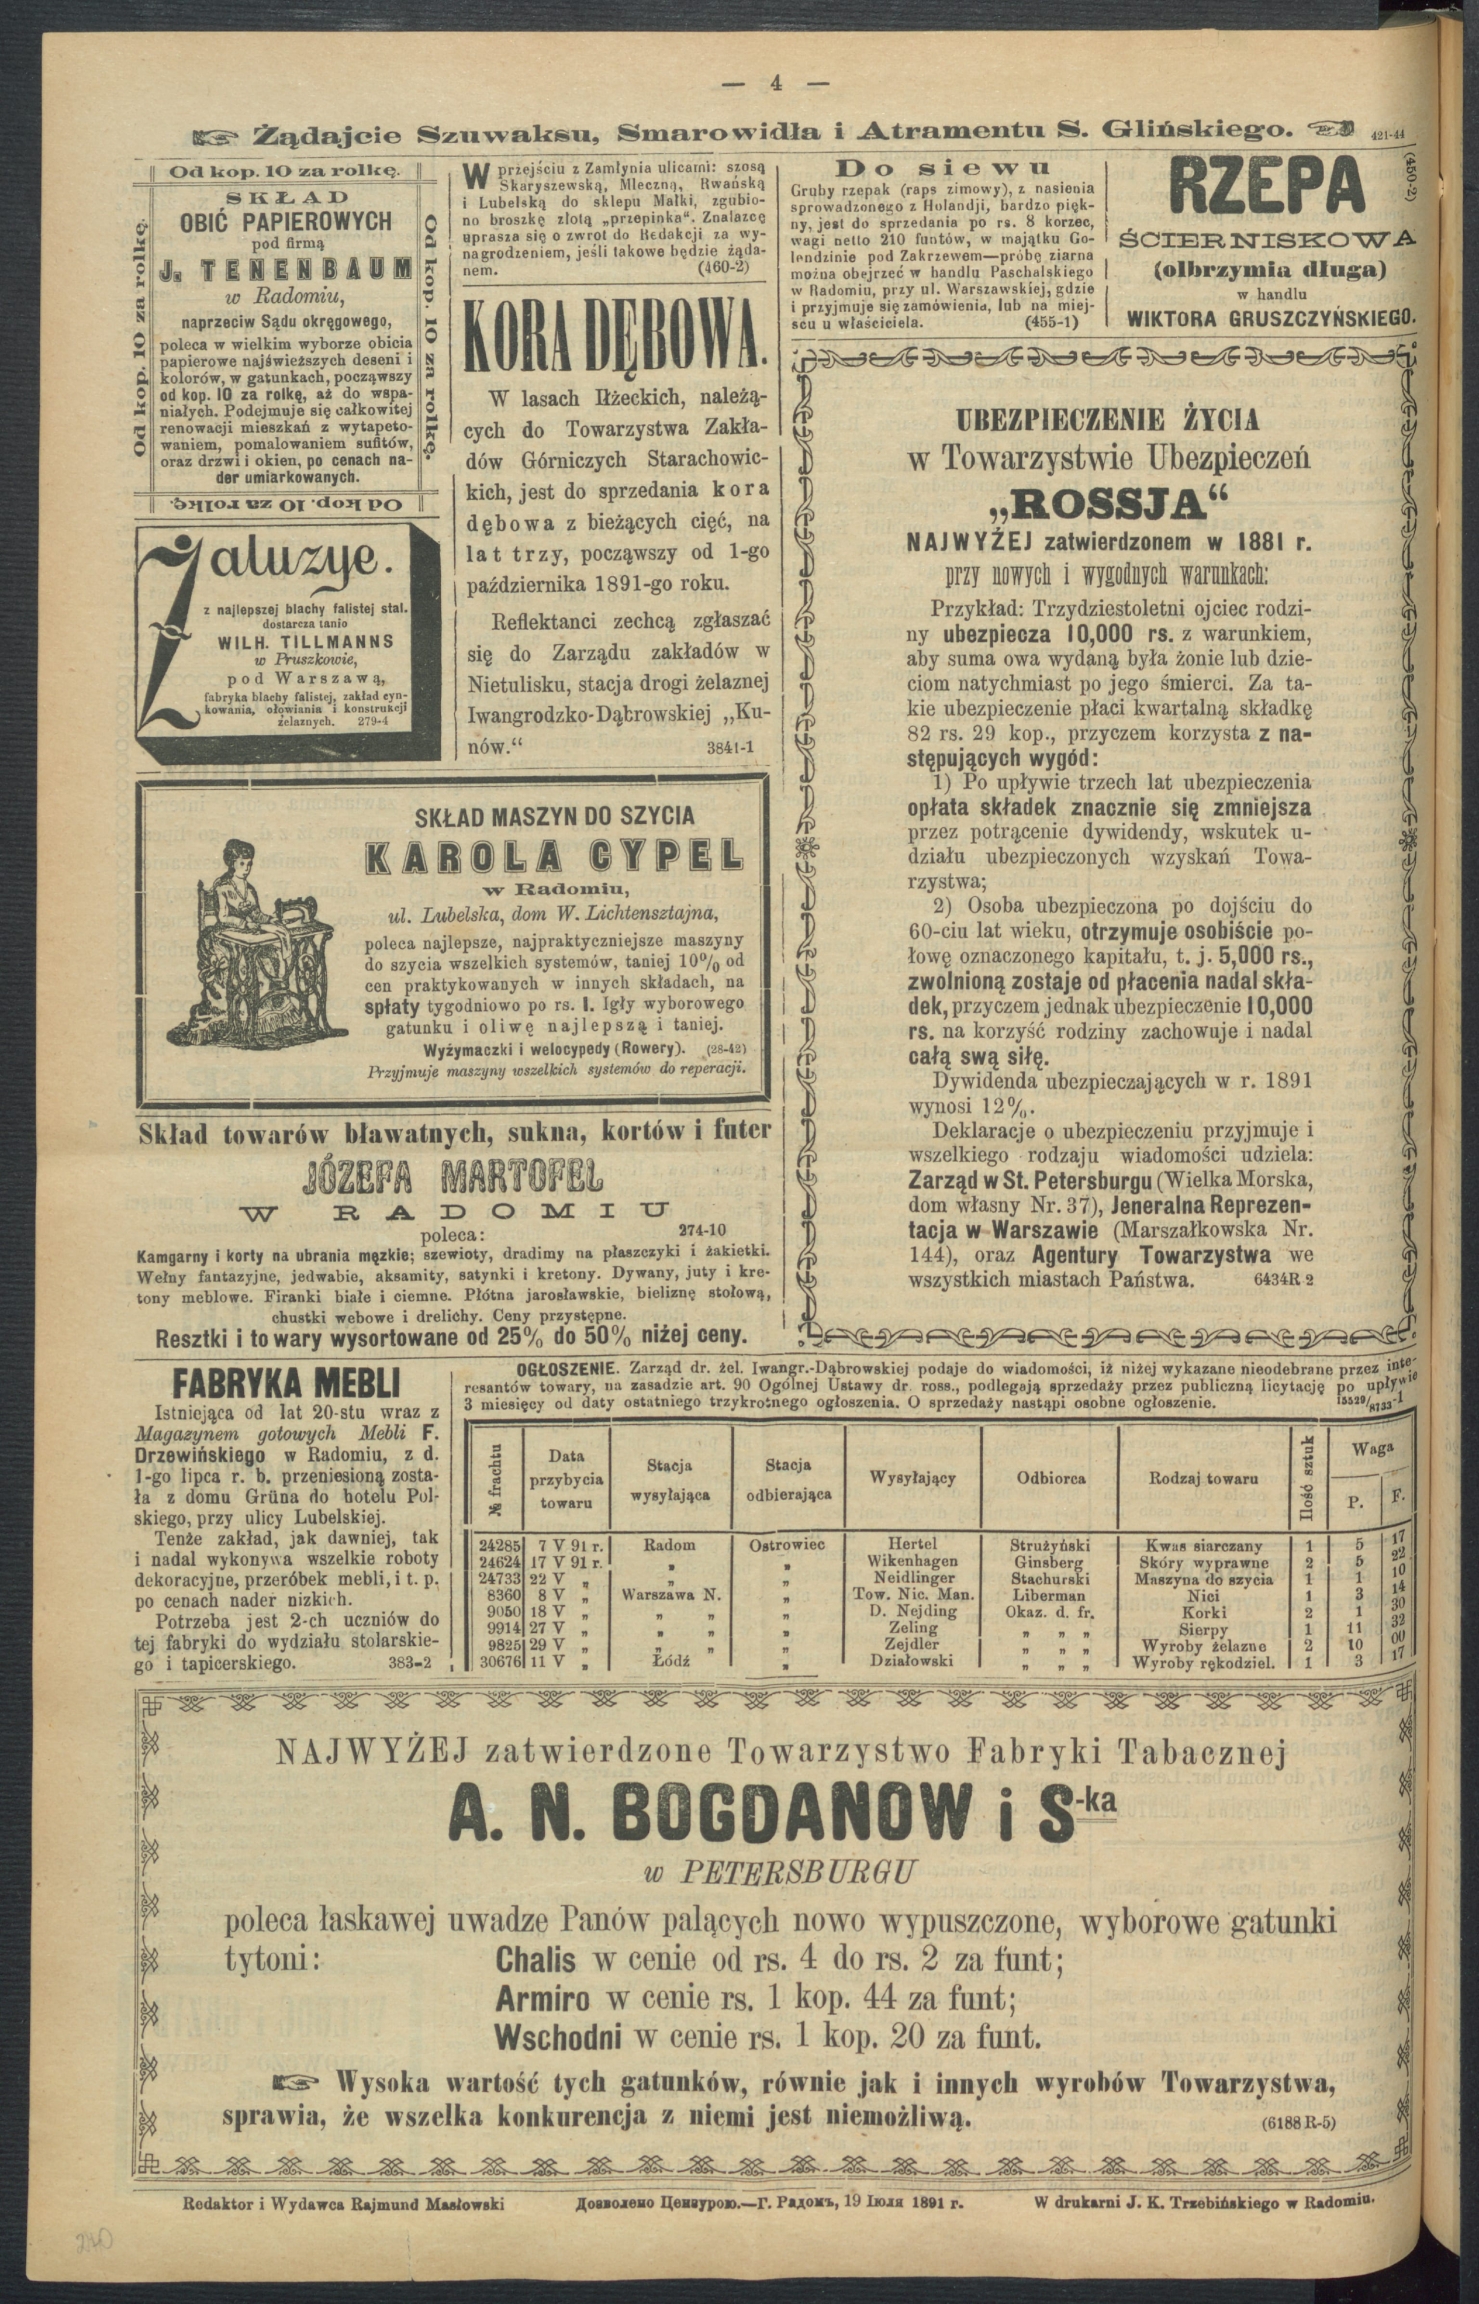 — 4 —
Żądajcie Szuwaksu, Smarowidła i Atramentu S. Glińskiego. 421-44
Od kop. 10 za rolkę.
Od kop. 10 za rolkę.
Od kop. 10 za rolkę.
Od kop. 10 za rolkę
SKŁAD
OBIĆ PAPIEROWYCH
pod firmą
J. TENENBAUM
w Radomiu,
naprzeciw Sądu okręgowego,
poleca w wielkim wyborze obicia
papierowe najświeższych deseni i
kolorów, w gatunkach, począwszy
od kop. 10 za rolkę, aż do wspa-
niałych. Podejmuje się całkowitej
renowacji mieszkań z wytapeto-
waniem, pomalowaniem sufitów,
oraz drzwi i okien, po cenach na-
der umiarkowanych.
Żaluzye.
z najlepszej blachy falistej stal.
dostarcza tanio
WILH. TILLMANNS
w Pruszkowie,
pod Warszawą,
fabryka blachy falistej, zakład cyn-
kowania, ołowiania i konstrukcji
żelaznych. 279-4
W przejściu z Zamłynia ulicami: szosą
Skaryszewską, Mleczną, Rwańską
i Lubelską do sklepu Malki, zgubio-
no broszkę złotą „przepinka“. Znalazcę
uprasza się o zwrot do Redakcji za wy-
nagrodzeniem, jeśli takowe będzie żąda-
nem. (460-2)
KORA DĘBOWA.
W lasach Iłżeckich, należą-
cych do Towarzystwa Zakła-
dów Górniczych Starachowic-
kich, jest do sprzedania kora
dębowa z bieżących cięć, na
lat trzy, począwszy od 1-go
października 1891-go roku.
Reflektanci zechcą zgłaszać
się do Zarządu zakładów w
Nietulisku, stacja drogi żelaznej
Iwangrodzko-Dąbrowskiej „Ku-
nów.“ 3841-1
Do siewu
Gruby rzepak (raps zimowy), z nasienia
sprowadzonego z Holandji, bardzo pięk-
ny, jest do sprzedania po rs. 8 korzec,
wagi netto 210 funtów, w majątku Go-
lendzinie pod Zakrzewem—próbę ziarna
można obejrzeć w handlu Paschalskiego
w Radomiu, przy ul. Warszawskiej, gdzie
i przyjmuje się zamówienia, lub na miej-
scu u właściciela. (455-1)
RZEPA
(450-2)
ŚCIERNISKOWA
(olbrzymia długa)
w handlu
WIKTORA GRUSZCZYŃSKIEGO.
SKŁAD MASZYN DO SZYCIA
KAROLA CYPEL
w Radomiu,
ul. Lubelska, dom W. Lichtensztajna,
poleca najlepsze, najpraktyczniejsze maszyny
do szycia wszelkich systemów, taniej 10% od
cen praktykowanych w innych składach, na
spłaty tygodniowo po rs. 1. Igły wyborowego
gatunku i oliwę najlepszą i taniej.
Wyżymaczki i welocypedy (Rowery). (28-42)
Przyjmuje maszyny wszelkich systemów do reperacji.
Skład towarów bławatnych, sukna, kortów i futer
JÓZEFA MARTOFEL
W RADOMIU
poleca: 274-10
Kamgarny i korty na ubrania męzkie; szewioty, dradimy na płaszczyki i żakietki.
Wełny fantazyjne, jedwabie, aksamity, satynki i kretony. Dywany, juty i kre-
tony meblowe. Firanki białe i ciemne. Płótna jarosławskie, bieliznę stołową,
chustki webowe i drelichy. Ceny przystępne.
Resztki i towary wysortowane od 25% do 50% niżej ceny.
UBEZPIECZENIE ŻYCIA
w Towarzystwie Ubezpieczeń
„ROSSJA“
NAJWYŻEJ zatwierdzonem w 1881 r.
przy nowych i wygodnych warunkach:
Przykład: Trzydziestoletni ojciec rodzi-
ny ubezpiecza 10,000 rs. z warunkiem,
aby suma owa wydaną była żonie lub dzie-
ciom natychmiast po jego śmierci. Za ta-
kie ubezpieczenie płaci kwartalną składkę
82 rs. 29 kop., przyczem korzysta z na-
stępujących wygód:
1) Po upływie trzech lat ubezpieczenia
opłata składek znacznie się zmniejsza
przez potrącenie dywidendy, wskutek u-
działu ubezpieczonych wzyskań Towa-
rzystwa;
2) Osoba ubezpieczona po dojściu do
60-ciu lat wieku, otrzymuje osobiście po-
łowę oznaczonego kapitału, t. j. 5,000 rs.,
zwolnioną zostaje od płacenia nadal skła-
dek, przyczem jednak ubezpieczenie 10,000
rs. na korzyść rodziny zachowuje i nadal
całą swą siłę.
Dywidenda ubezpieczających w r. 1891
wynosi 12%.
Deklaracje o ubezpieczeniu przyjmuje i
wszelkiego rodzaju wiadomości udziela:
Zarząd w St. Petersburgu (Wielka Morska,
dom własny Nr. 37), Jeneralna Reprezen-
tacja w Warszawie (Marszałkowska Nr.
144), oraz Agentury Towarzystwa we
wszystkich miastach Państwa. 6434R-2
FABRYKA MEBLI
Istniejąca od lat 20-stu wraz z
Magazynem gotowych Mebli F.
Drzewińskiego w Radomiu, z d.
1-go lipca r. b. przeniesioną zosta-
ła z domu Grüna do hotelu Pol-
skiego, przy ulicy Lubelskiej.
Tenże zakład, jak dawniej, tak
i nadal wykonywa wszelkie roboty
dekoracyjne, przeróbek mebli, i t. p.
po cenach nader nizkich.
Potrzeba jest 2-ch uczniów do
tej fabryki do wydziału stolarskie-
go i tapicerskiego. 383-2
OGŁOSZENIE. Zarząd dr. żel. Iwangr.-Dąbrowskiej podaje do wiadomości, iż niżej wykazane nieodebrane przez inte-
resantów towary, na zasadzie art. 90 Ogólnej Ustawy dr. ross., podlegają sprzedaży przez publiczną licytację po upływie
3 miesięcy od daty ostatniego trzykrotnego ogłoszenia. O sprzedaży nastąpi osobne ogłoszenie. 15529/8733-1
№ frachtu | Data przybycia towaru | Stacja wysyłająca | Stacja odbierająca | Wysyłający | Odbiorca | Rodzaj towaru | Ilość sztuk | Waga P. F.
24285 7 V 91 r. Radom Ostrowiec Hertel Strużyński Kwas siarczany 1 5 17
24624 17 V 91 r. „ „ Wikenhagen Ginsberg Skóry wyprawne 2 5 22
24733 22 V „ „ „ Neidlinger Stachurski Maszyna do szycia 1 1 10
8360 8 V „ Warszawa N. „ Tow. Nic. Man. Liberman Nici 1 3 14
9050 18 V „ „ „ „ D. Nejding Okaz. d. fr. Korki 2 1 30
9914 27 V „ „ „ „ Zeling „ „ „ Sierpy 1 11 32
9825 29 V „ „ „ „ Zejdler „ „ „ Wyroby żelazne 2 10 00
30676 11 V „ Łódź „ Działowski „ „ „ Wyroby rękodziel. 1 3 17
NAJWYŻEJ zatwierdzone Towarzystwo Fabryki Tabacznej
A. N. BOGDANOW i S-ka
w PETERSBURGU
poleca łaskawej uwadze Panów palących nowo wypuszczone, wyborowe gatunki
tytoni: Chalis w cenie od rs. 4 do rs. 2 za funt;
Armiro w cenie rs. 1 kop. 44 za funt;
Wschodni w cenie rs. 1 kop. 20 za funt.
Wysoka wartość tych gatunków, równie jak i innych wyrobów Towarzystwa,
sprawia, że wszelka konkurencja z niemi jest niemożliwą. (6188 R-5)
Redaktor i Wydawca Rajmund Masłowski Дозволено Цензурою.—Г. Радомъ, 19 Іюля 1891 г. W drukarni J. K. Trzebińskiego w Radomiu.
240